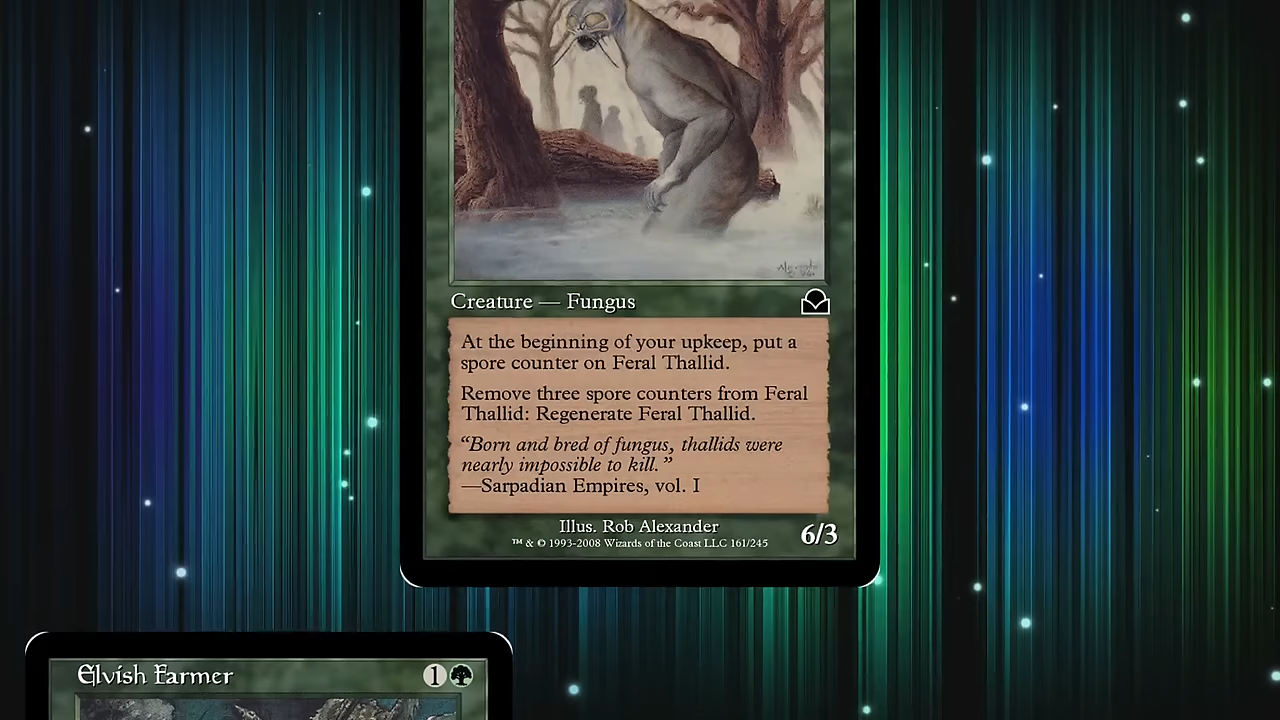 Creature — Fungus
At the beginning of your upkeep, put a
spore counter on Feral Thallid.
Remove three spore counters from Feral
Thallid: Regenerate Feral Thallid.
“Born and bred of fungus, thallids were
nearly impossible to kill.”
—Sarpadian Empires, vol. I
Illus. Rob Alexander
6/3
™ & © 1993-2008 Wizards of the Coast LLC 161/245
Elvish Farmer 1